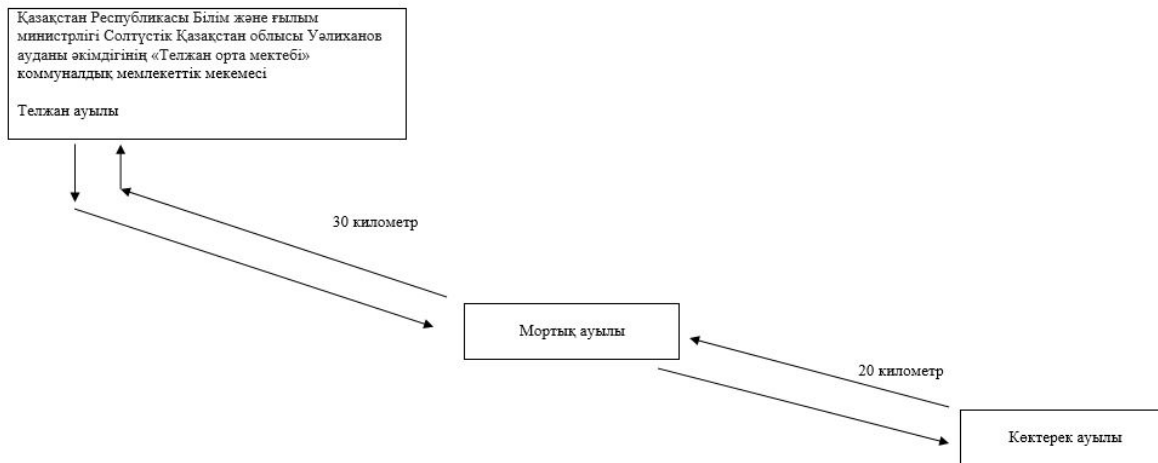 Қазақстан Республикасы Білім және ғылым
министрлігі Солтүстік Қазақстан облысы Уәлиханов
ауданы әкімдігінің «Телжан орта мектебі»
коммуналдық мемлекеттік мекемесі
Телжан ауылы
30 километр
Мортық ауылы
20 километр
Көктерек ауылы